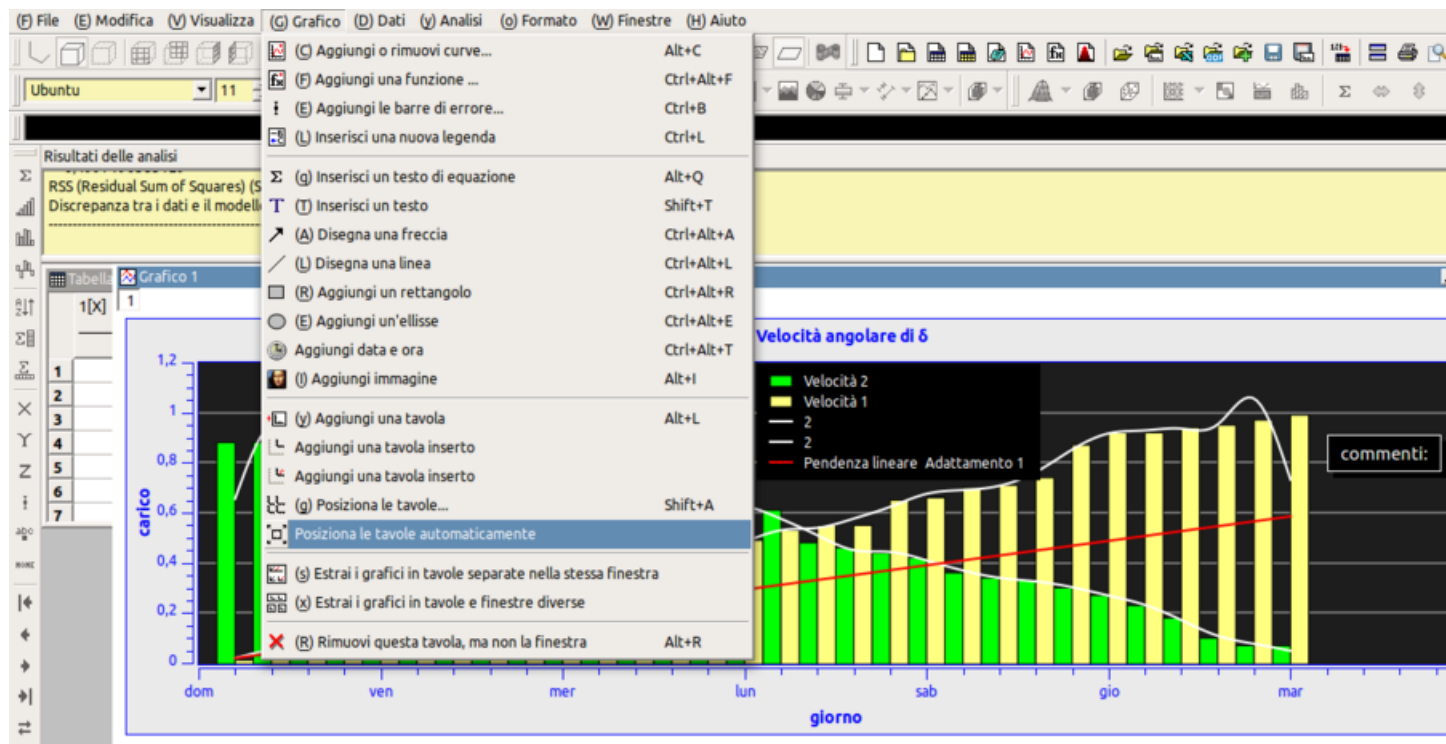 (F) File (E) Modifica (V) Visualizza (G) Grafico (D) Dati (y) Analisi (o) Formato (W) Finestre (H) Aiuto
(C) Aggiungi o rimuovi curve... Alt+C
Ubuntu 11
(F) Aggiungi una funzione ... Ctrl+Alt+F
(E) Aggiungi le barre di errore... Ctrl+B
(L) Inserisci una nuova legenda Ctrl+L
Risultati delle analisi
RSS (Residual Sum of Squares) (S
Discrepanza tra i dati e il modell
--------------------------------
(q) Inserisci un testo di equazione Alt+Q
(T) Inserisci un testo Shift+T
(A) Disegna una freccia Ctrl+Alt+A
(L) Disegna una linea Ctrl+Alt+L
(R) Aggiungi un rettangolo Ctrl+Alt+R
(E) Aggiungi un'ellisse Ctrl+Alt+E
Aggiungi data e ora Ctrl+Alt+T
(I) Aggiungi immagine Alt+I
(y) Aggiungi una tavola Alt+L
Aggiungi una tavola inserto
Aggiungi una tavola inserto
(g) Posiziona le tavole... Shift+A
Posiziona le tavole automaticamente
(s) Estrai i grafici in tavole separate nella stessa finestra
(x) Estrai i grafici in tavole e finestre diverse
(R) Rimuovi questa tavola, ma non la finestra Alt+R
Tabella
Grafico 1
1[X]
1
1
2
3
4
5
6
7
Velocità angolare di δ
1,2
1
0,8
0,6
0,4
0,2
0
carico
Velocità 2
Velocità 1
2
2
Pendenza lineare Adattamento 1
commenti:
dom ven mer lun sab gio mar
giorno